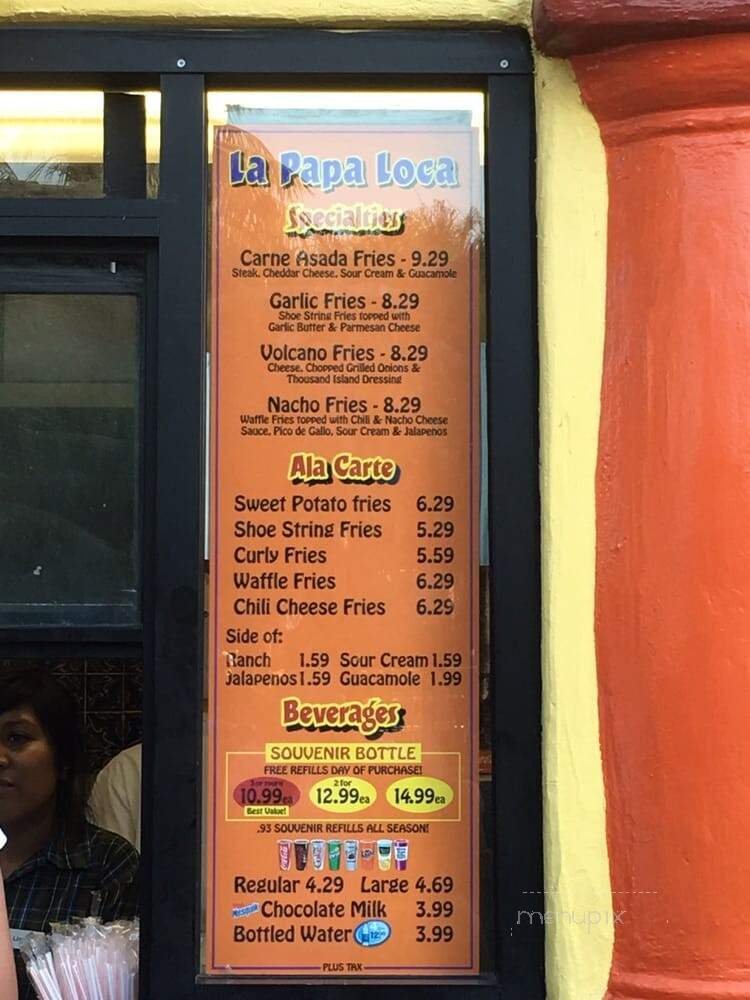 La Papa Loca
Specialties
Carne Asada Fries - 9.29
Steak, Cheddar Cheese, Sour Cream & Guacamole
Garlic Fries - 8.29
Shoe String Fries topped with
Garlic Butter & Parmesan Cheese
Volcano Fries - 8.29
Cheese, Chopped Grilled Onions &
Thousand Island Dressing
Nacho Fries - 8.29
Waffle Fries topped with Chili & Nacho Cheese
Sauce, Pico de Gallo, Sour Cream & Jalapenos
Ala Carte
Sweet Potato fries 6.29
Shoe String Fries 5.29
Curly Fries 5.59
Waffle Fries 6.29
Chili Cheese Fries 6.29
Side of:
Ranch 1.59 Sour Cream 1.59
Jalapenos 1.59 Guacamole 1.99
Beverages
SOUVENIR BOTTLE
FREE REFILLS DAY OF PURCHASE!
3 or more 2 for
10.99ea 12.99ea 14.99ea
Best Value!
.93 SOUVENIR REFILLS ALL SEASON!
Regular 4.29 Large 4.69
Nesquik Chocolate Milk 3.99
Bottled Water 3.99
PLUS TAX
menupix